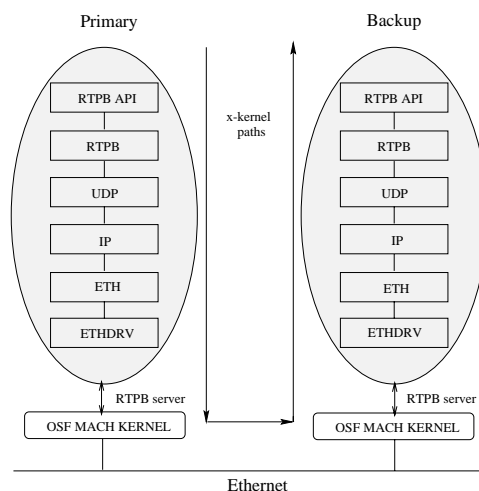 Primary
Backup
RTPB API
RTPB
UDP
IP
ETH
ETHDRV
x-kernel
paths
RTPB API
RTPB
UDP
IP
ETH
ETHDRV
RTPB server
RTPB server
OSF MACH KERNEL
OSF MACH KERNEL
Ethernet